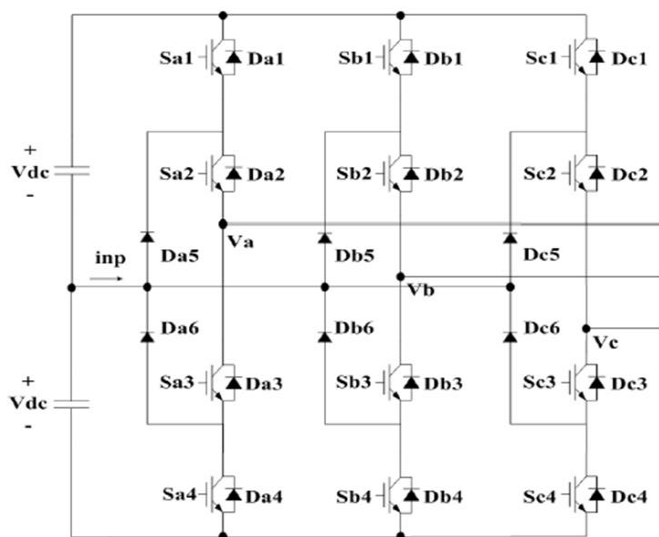 Sa1 Da1 Sb1 Db1 Sc1 Dc1
+
Vdc
-
Sa2 Da2 Sb2 Db2 Sc2 Dc2
Va
inp Da5 Db5 Dc5
Vb
Da6 Db6 Dc6
Vc
+
Vdc
-
Sa3 Da3 Sb3 Db3 Sc3 Dc3
Sa4 Da4 Sb4 Db4 Sc4 Dc4